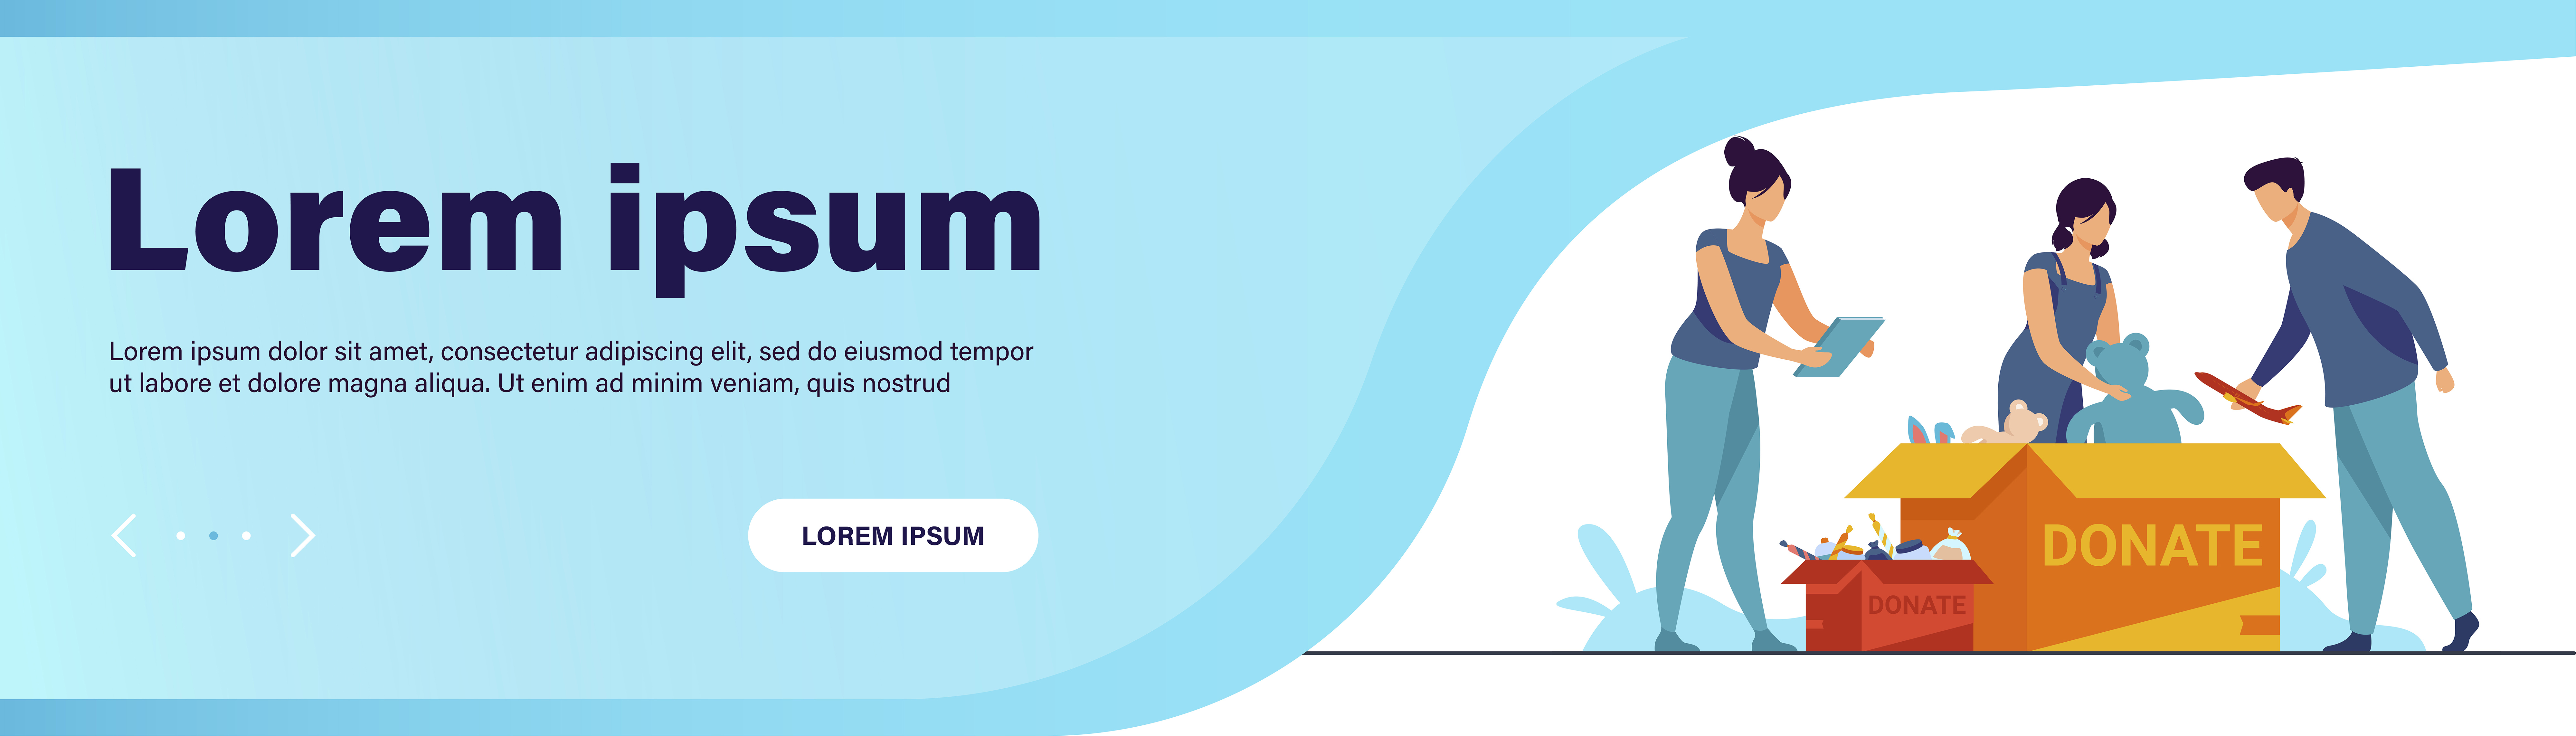 Lorem ipsum
Lorem ipsum dolor sit amet, consectetur adipiscing elit, sed do eiusmod tempor
ut labore et dolore magna aliqua. Ut enim ad minim veniam, quis nostrud
LOREM IPSUM
DONATE
DONATE